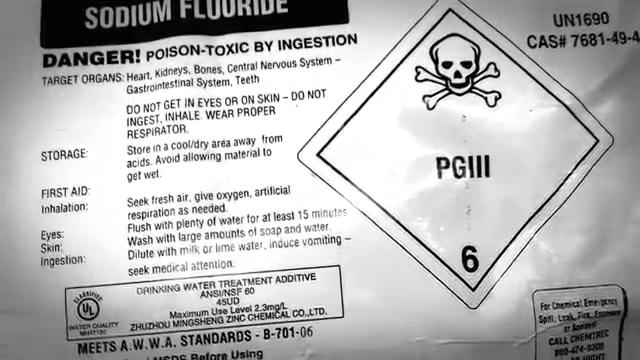 SODIUM FLUORIDE
DANGER! POISON-TOXIC BY INGESTION
TARGET ORGANS: Heart, Kidneys, Bones, Central Nervous System –
Gastrointestinal System, Teeth
DO NOT GET IN EYES OR ON SKIN – DO NOT
INGEST, INHALE. WEAR PROPER
RESPIRATOR.
STORAGE: Store in a cool/dry area away from
acids. Avoid allowing material to
get wet.
FIRST AID:
Inhalation: Seek fresh air, give oxygen, artificial
respiration as needed.
Eyes: Flush with plenty of water for at least 15 minutes
Skin: Wash with large amounts of soap and water.
Ingestion: Dilute with milk or lime water, induce vomiting –
seek medical attention.
CLASSIFIED
UL
WATER QUALITY
DRINKING WATER TREATMENT ADDITIVE
ANSI/NSF 60
45UD
Maximum Use Level 2.3mg/L
ZHUZHOU MINGSHENG ZINC CHEMICAL CO.,LTD.
MEETS A.W.W.A. STANDARDS - B-701-06
MSDS Before Using
UN1690
CAS# 7681-49-4
PGIII
6
For Chemical Emergency
Spill, Leak, Fire, Exposure
or Accident
CALL CHEMTREC
800-424-9300